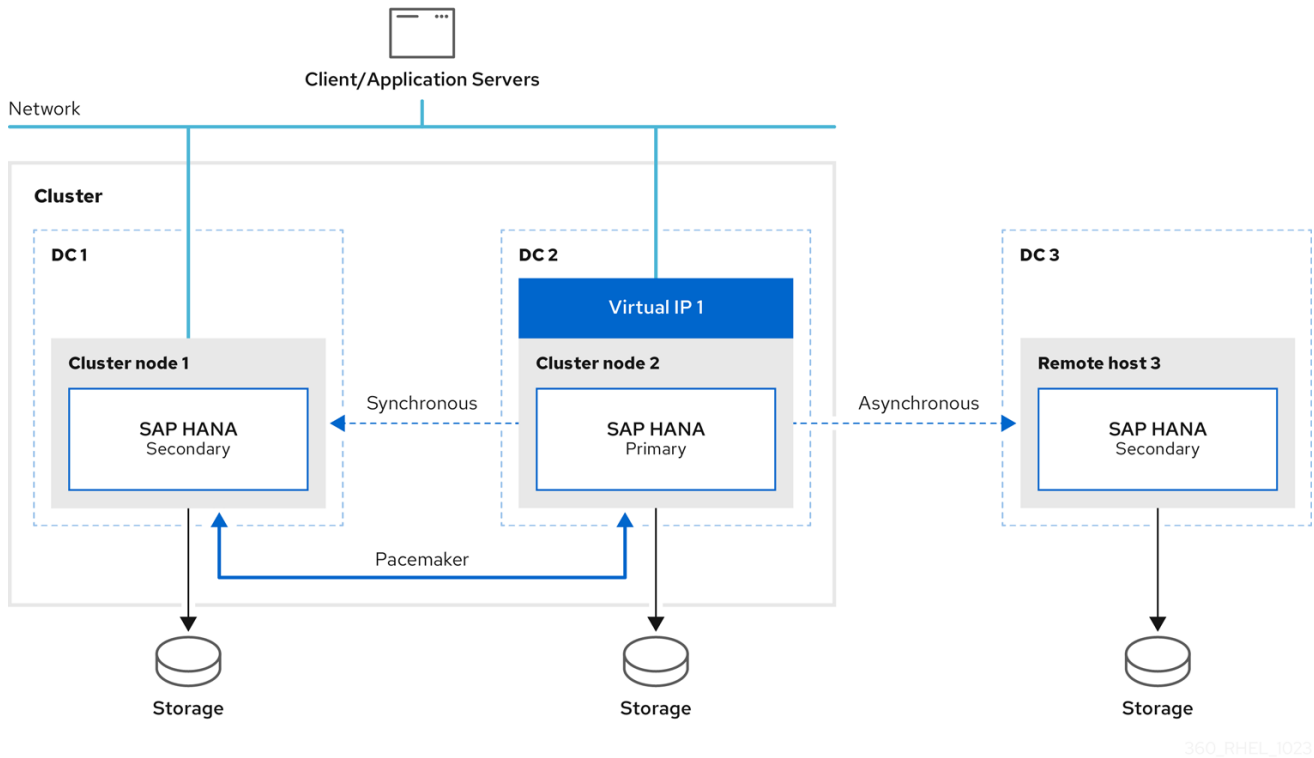 Client/Application Servers
Network
Cluster
DC 1
DC 2
DC 3
Virtual IP 1
Cluster node 1
Cluster node 2
Remote host 3
Synchronous
Asynchronous
SAP HANA
Secondary
SAP HANA
Primary
SAP HANA
Secondary
Pacemaker
Storage
Storage
Storage
360_RHEL_1023